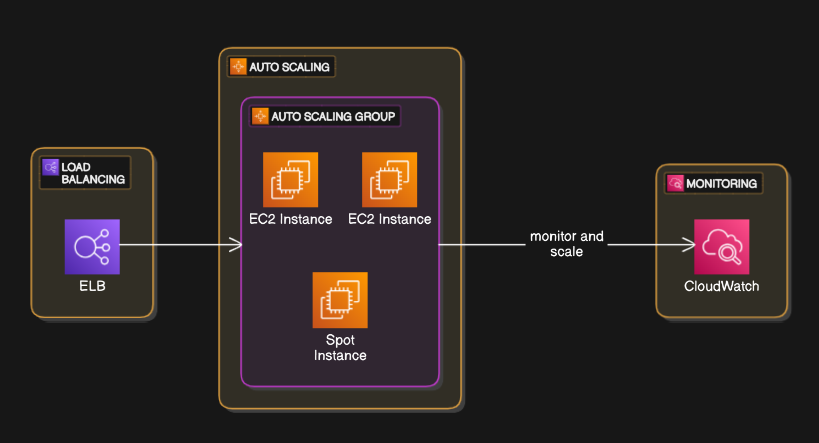 AUTO SCALING
AUTO SCALING GROUP
LOAD
BALANCING
MONITORING
EC2 Instance
EC2 Instance
monitor and
scale
ELB
CloudWatch
Spot
Instance